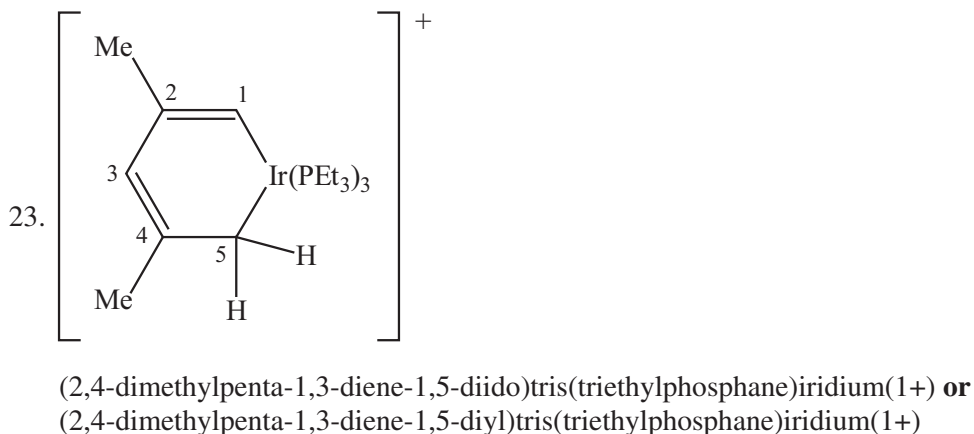 +
Me
2
1
3
Ir(PEt3)3
23.
4
5
H
Me
H
(2,4-dimethylpenta-1,3-diene-1,5-diido)tris(triethylphosphane)iridium(1+) or
(2,4-dimethylpenta-1,3-diene-1,5-diyl)tris(triethylphosphane)iridium(1+)